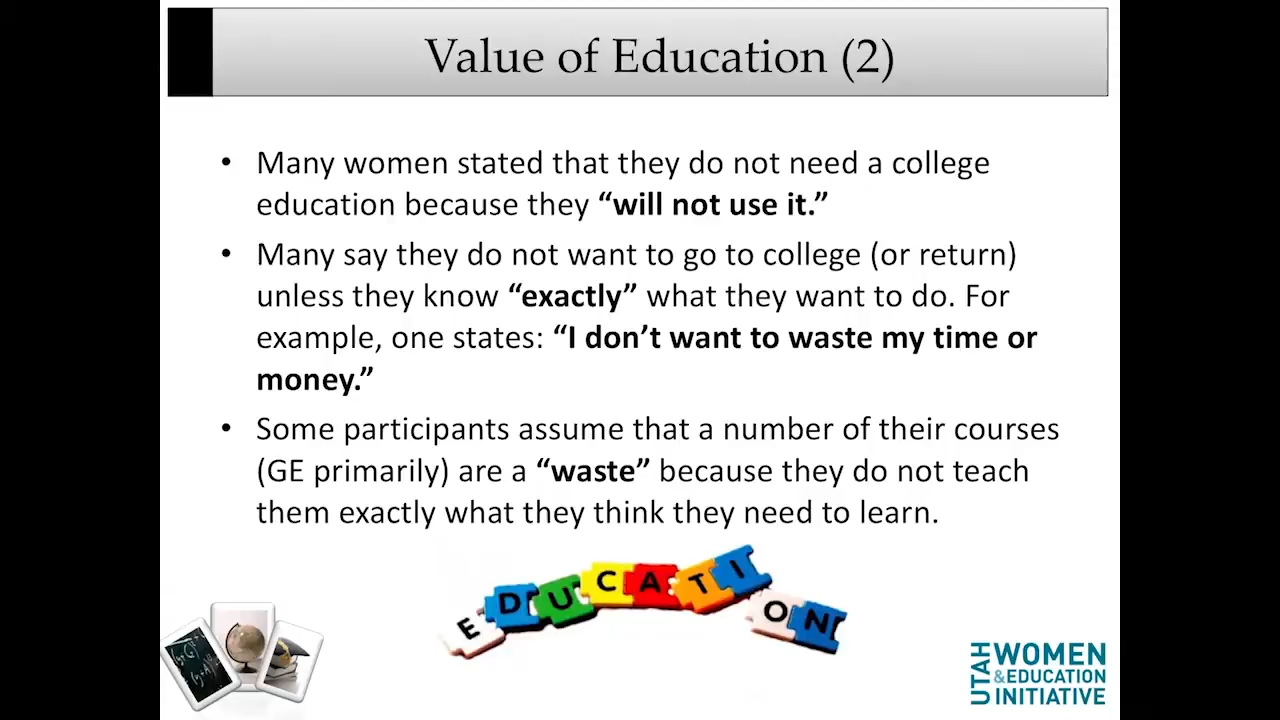 Value of Education (2)
• Many women stated that they do not need a college
education because they “will not use it.”
• Many say they do not want to go to college (or return)
unless they know “exactly” what they want to do. For
example, one states: “I don’t want to waste my time or
money.”
• Some participants assume that a number of their courses
(GE primarily) are a “waste” because they do not teach
them exactly what they think they need to learn.
EDUCATION
UTAH
WOMEN
&EDUCATION
INITIATIVE